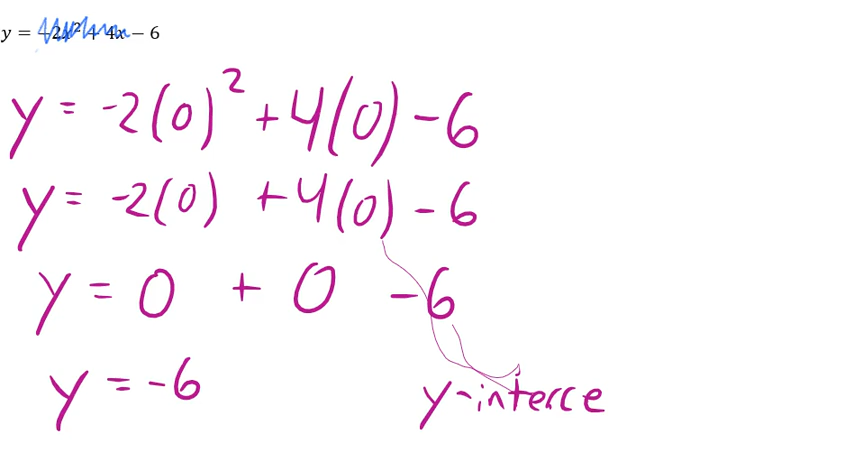 y = -2x² + 4x - 6
y = -2(0)² + 4(0) - 6
y = -2(0) + 4(0) - 6
y = 0 + 0 - 6
y = -6
y-interce